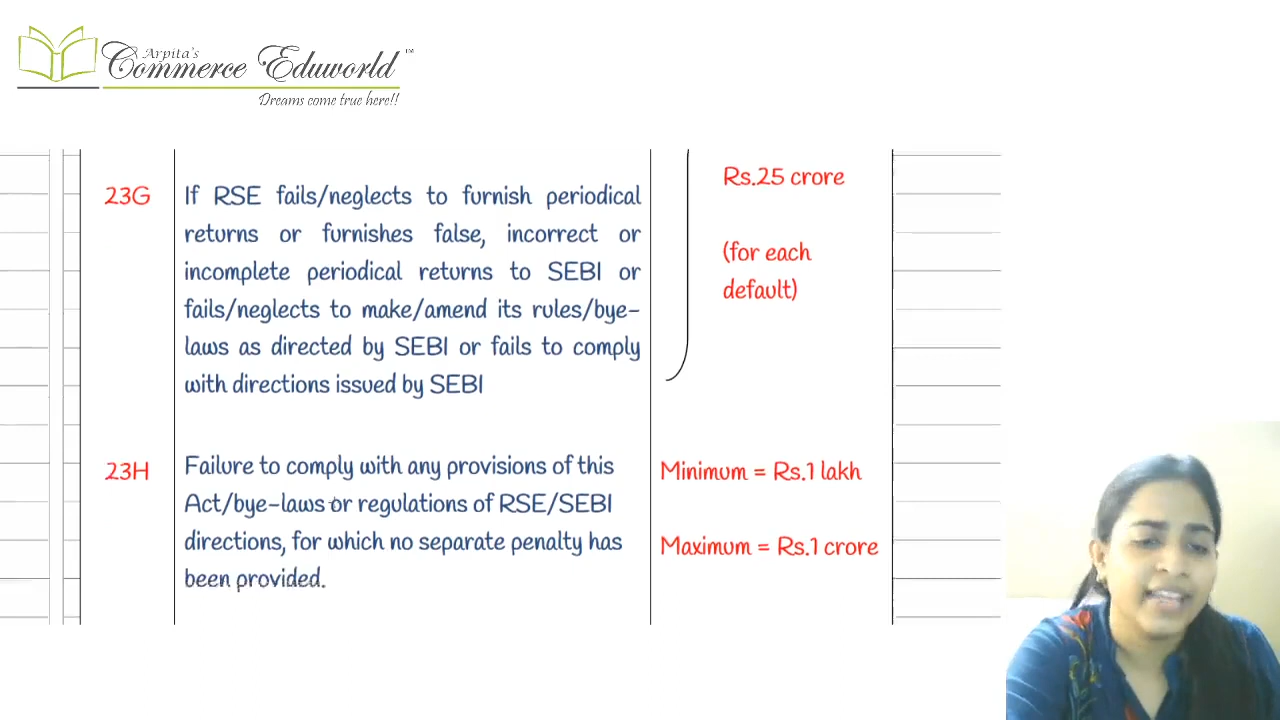 Arpita's
Commerce Eduworld™
Dreams come true here!!
Rs.25 crore
23G
If RSE fails/neglects to furnish periodical
returns or furnishes false, incorrect or
(for each
incomplete periodical returns to SEBI or
default)
fails/neglects to make/amend its rules/bye-
laws as directed by SEBI or fails to comply
with directions issued by SEBI
23H
Failure to comply with any provisions of this
Minimum = Rs.1 lakh
Act/bye-laws or regulations of RSE/SEBI
directions, for which no separate penalty has
Maximum = Rs.1 crore
been provided.